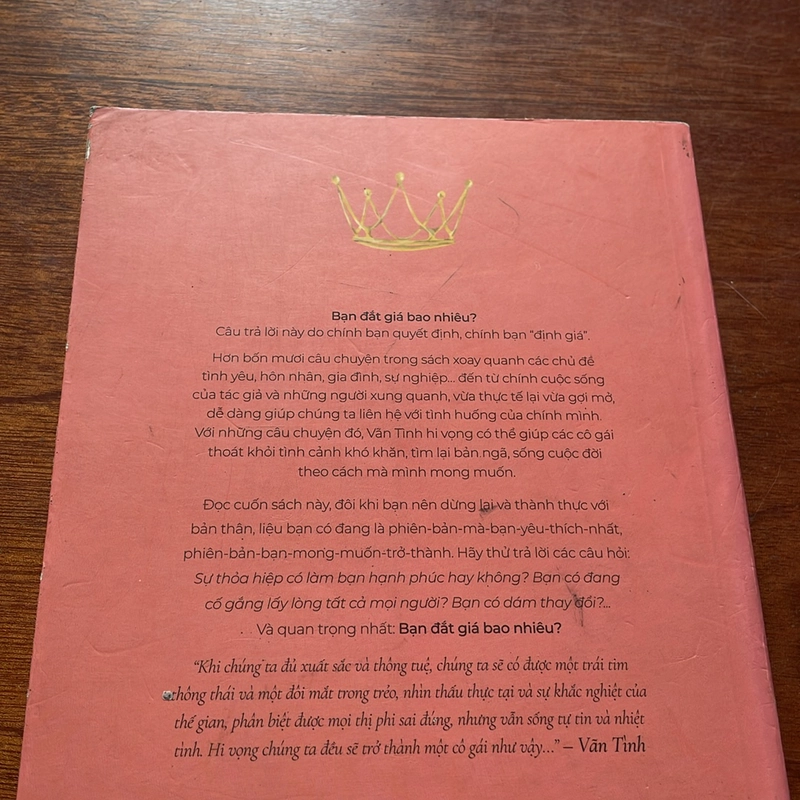 Bạn đắt giá bao nhiêu?
Câu trả lời này do chính bạn quyết định, chính bạn "định giá".
Hơn bốn mươi câu chuyện trong sách xoay quanh các chủ đề
tình yêu, hôn nhân, gia đình, sự nghiệp... đến từ chính cuộc sống
của tác giả và những người xung quanh, vừa thực tế lại vừa gợi mở,
dễ dàng giúp chúng ta liên hệ với tình huống của chính mình.
Với những câu chuyện đó, Vãn Tình hi vọng có thể giúp các cô gái
thoát khỏi tình cảnh khó khăn, tìm lại bản ngã, sống cuộc đời
theo cách mà mình mong muốn.
Đọc cuốn sách này, đôi khi bạn nên dừng lại và thành thực với
bản thân, liệu bạn có đang là phiên-bản-mà-bạn-yêu-thích-nhất,
phiên-bản-bạn-mong-muốn-trở-thành. Hãy thử trả lời các câu hỏi:
Sự thỏa hiệp có làm bạn hạnh phúc hay không? Bạn có đang
cố gắng lấy lòng tất cả mọi người? Bạn có dám thay đổi?...
Và quan trọng nhất: Bạn đắt giá bao nhiêu?
"Khi chúng ta đủ xuất sắc và thông tuệ, chúng ta sẽ có được một trái tim
thông thái và một đôi mắt trong trẻo, nhìn thấu thực tại và sự khắc nghiệt của
thế gian, phân biệt được mọi thị phi sai đúng, nhưng vẫn sống tự tin và nhiệt
tình. Hi vọng chúng ta đều sẽ trở thành một cô gái như vậy..." – Vãn Tình